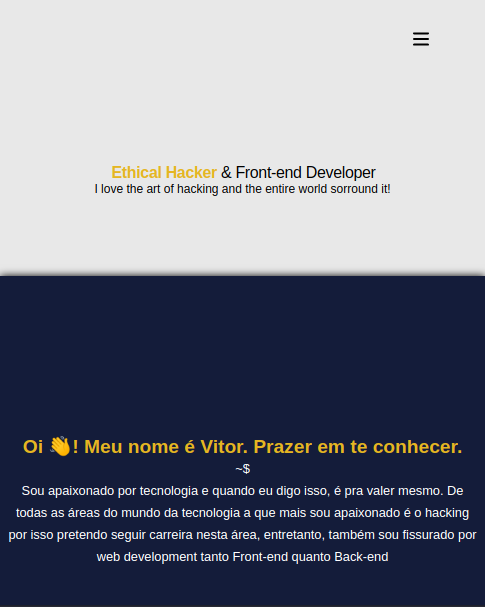 Ethical Hacker & Front-end Developer
I love the art of hacking and the entire world sorround it!
Oi 👋! Meu nome é Vitor. Prazer em te conhecer.
~$
Sou apaixonado por tecnologia e quando eu digo isso, é pra valer mesmo. De
todas as áreas do mundo da tecnologia a que mais sou apaixonado é o hacking
por isso pretendo seguir carreira nesta área, entretanto, também sou fissurado por
web development tanto Front-end quanto Back-end